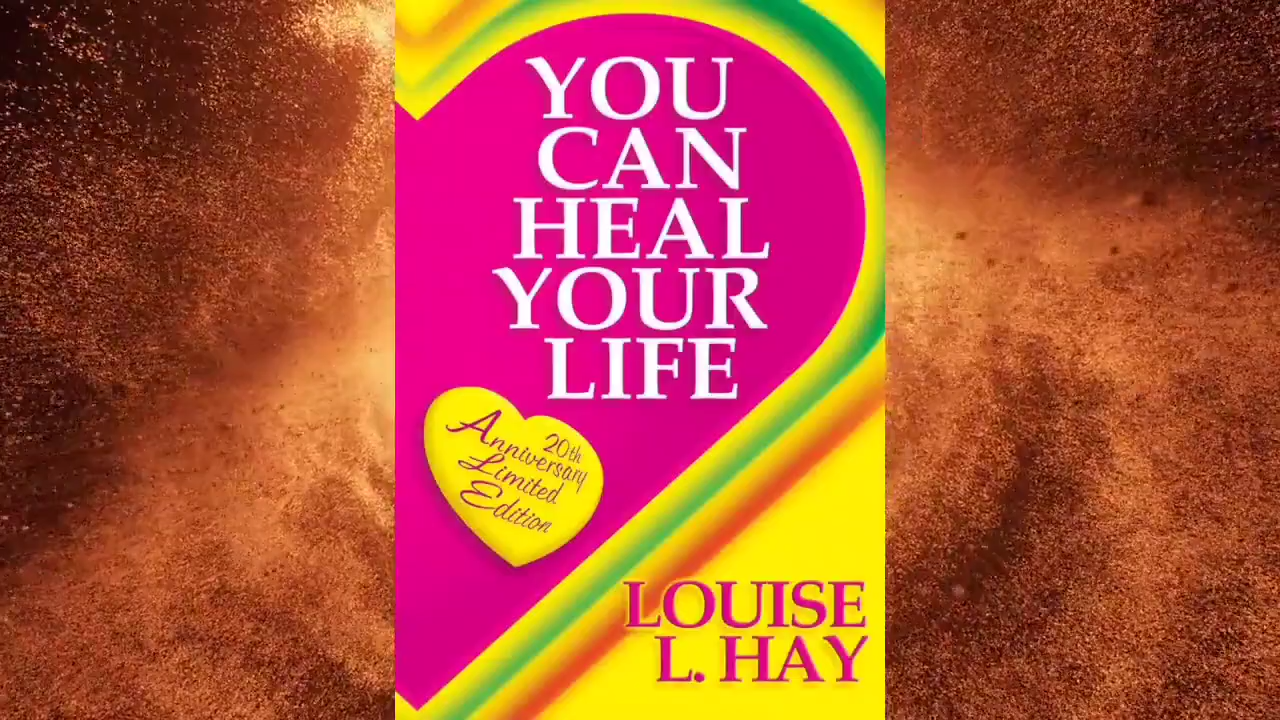 YOU
CAN
HEAL
YOUR
LIFE
20th
Anniversary
Limited
Edition
LOUISE
L. HAY